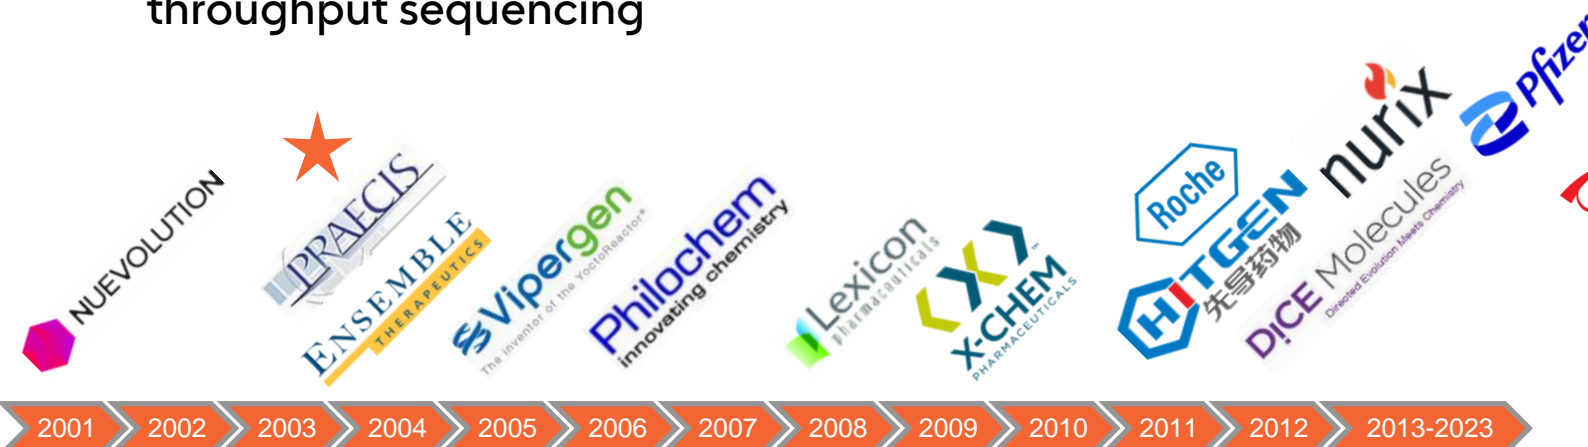 throughput sequencing
NUEVOLUTION
PRAECIS
ENSEMBLE
THERAPEUTICS
Vipergen
The inventor of the YoctoReactor®
Philochem
innovating chemistry
Lexicon
pharmaceuticals
X-CHEM™
PHARMACEUTICALS
Roche
HITGEN
先导药物
nurix
DiCE Molecules
Directed Evolution Meets Chemistry
Pfizer
2001 2002 2003 2004 2005 2006 2007 2008 2009 2010 2011 2012 2013-2023